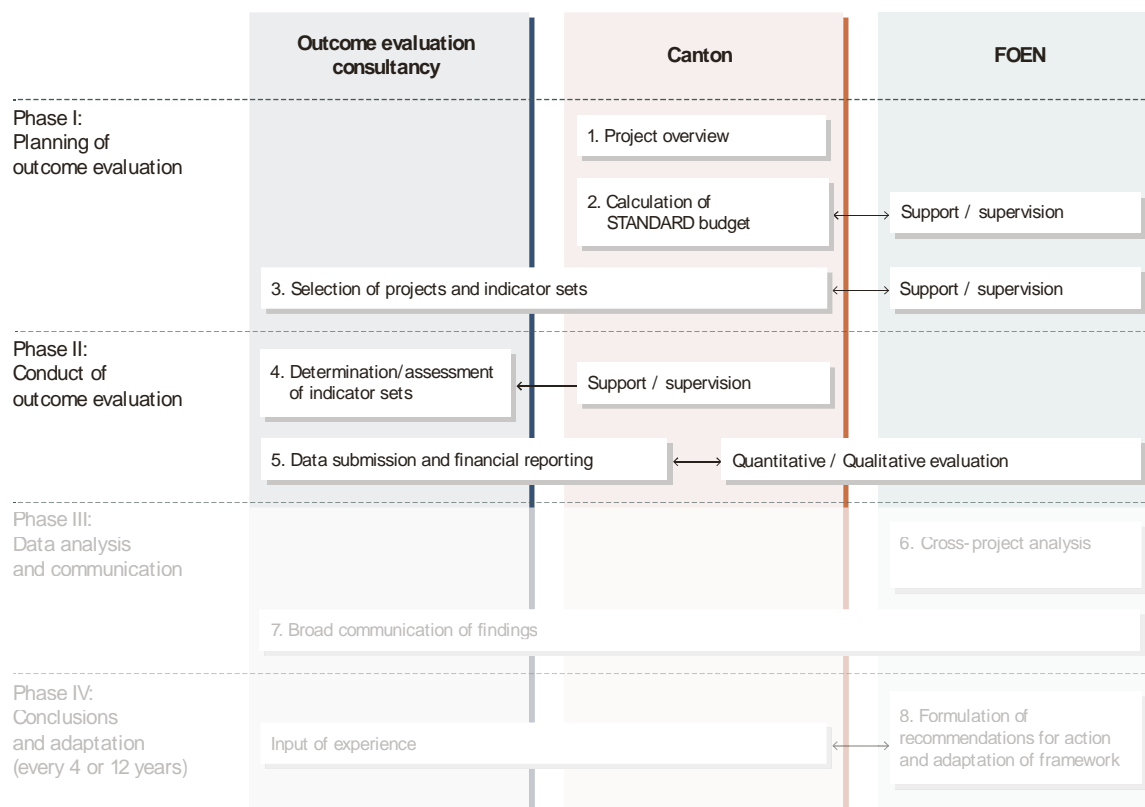 Outcome evaluation
consultancy
Canton
FOEN
Phase I:
Planning of
outcome evaluation
1. Project overview
2. Calculation of
STANDARD budget
Support / supervision
3. Selection of projects and indicator sets
Support / supervision
Phase II:
Conduct of
outcome evaluation
4. Determination/assessment
of indicator sets
Support / supervision
5. Data submission and financial reporting
Quantitative / Qualitative evaluation
Phase III:
Data analysis
and communication
6. Cross-project analysis
7. Broad communication of findings
Phase IV:
Conclusions
and adaptation
(every 4 or 12 years)
Input of experience
8. Formulation of
recommendations for action
and adaptation of framework